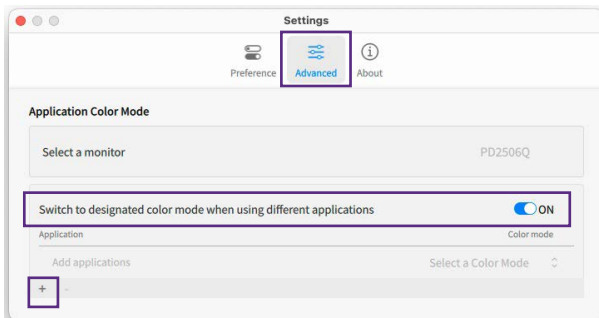 Settings
Preference Advanced About
Application Color Mode
Select a monitor PD2506Q
Switch to designated color mode when using different applications ON
Application Color mode
Add applications Select a Color Mode
+ -